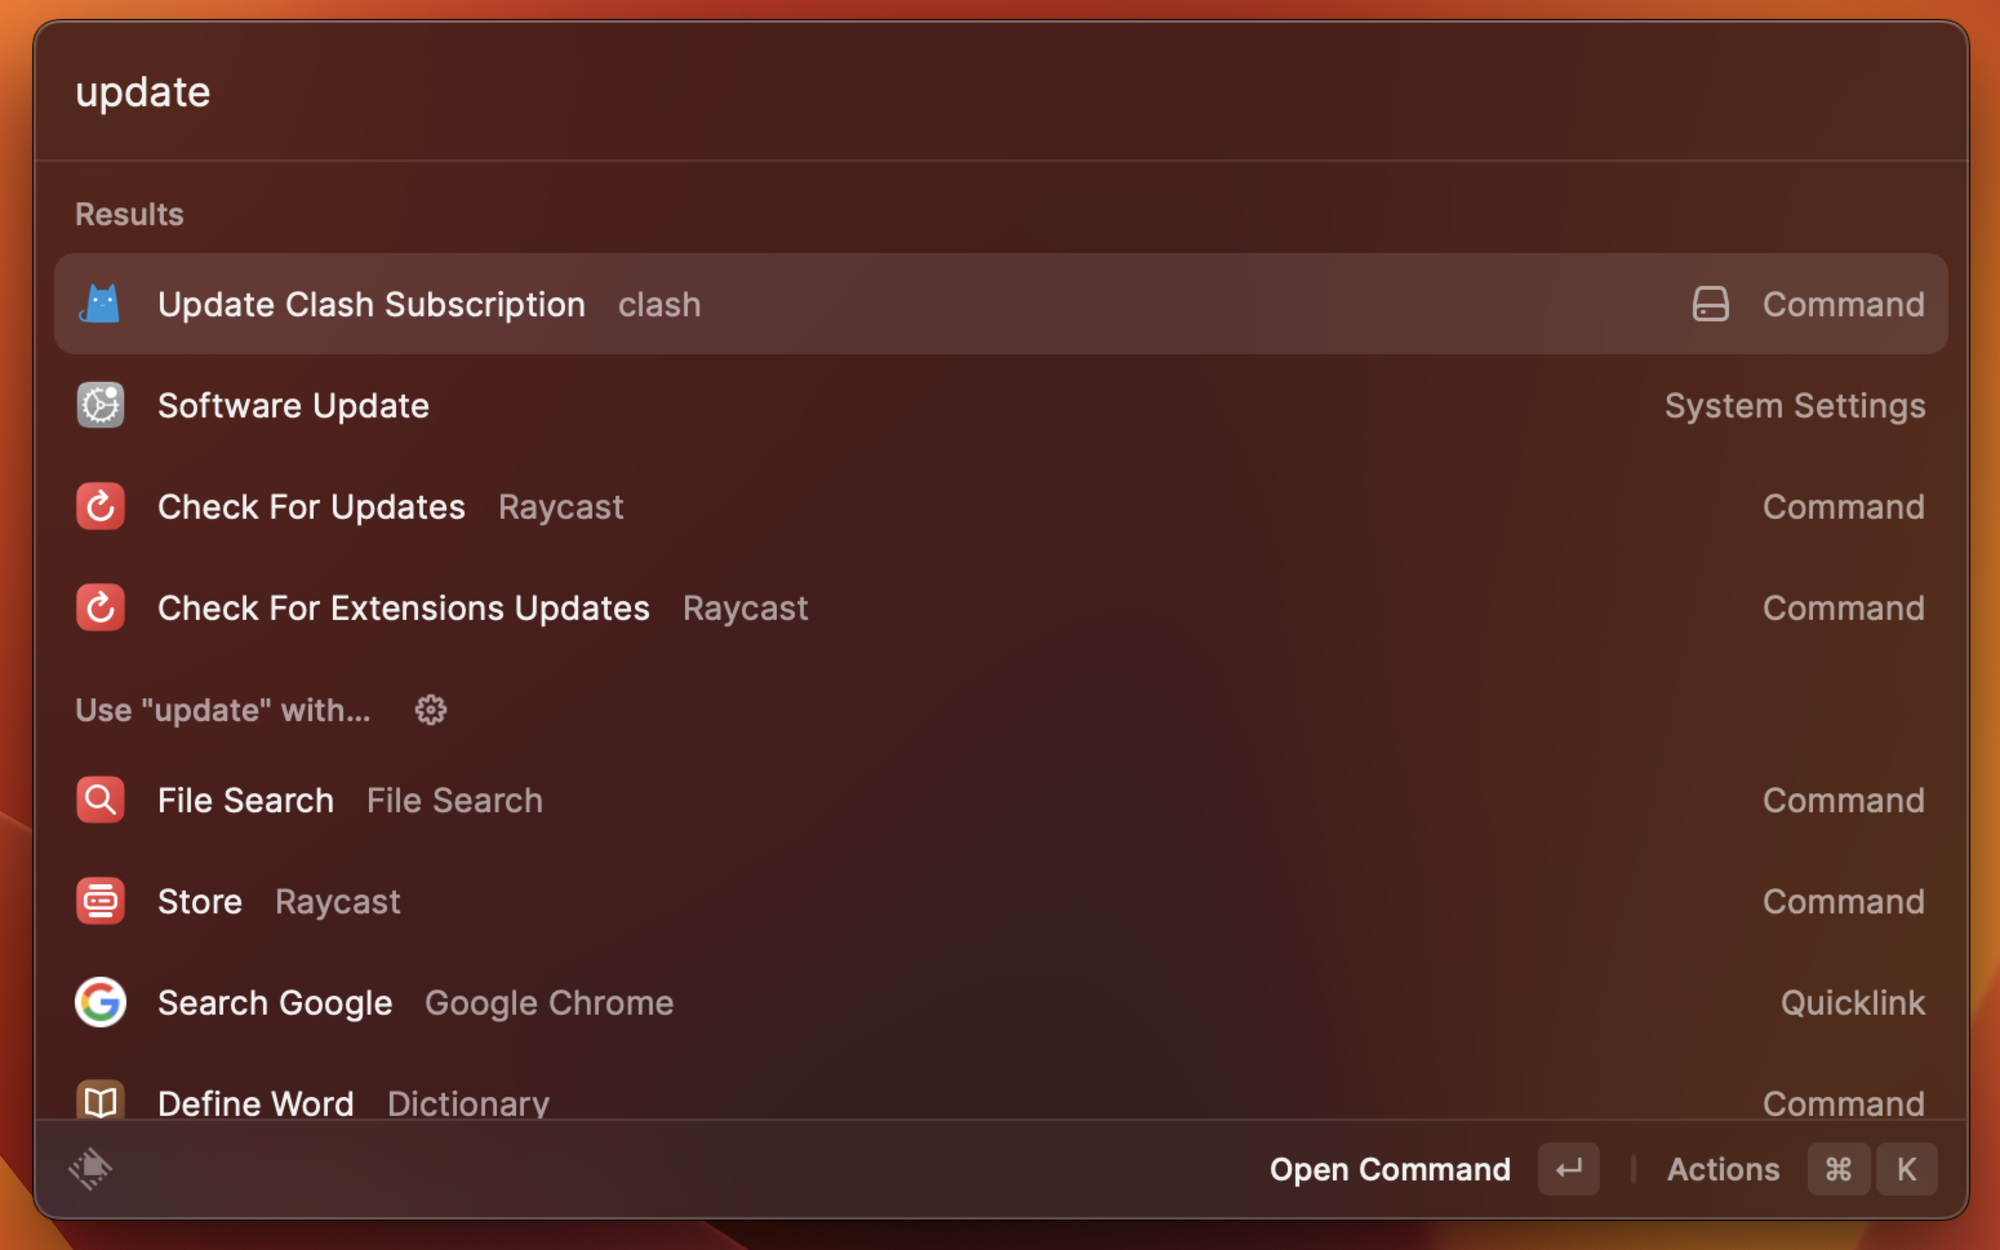 update
Results
Update Clash Subscription clash Command
Software Update System Settings
Check For Updates Raycast Command
Check For Extensions Updates Raycast Command
Use "update" with...
File Search File Search Command
Store Raycast Command
Search Google Google Chrome Quicklink
Define Word Dictionary Command
Open Command ↵ Actions ⌘ K